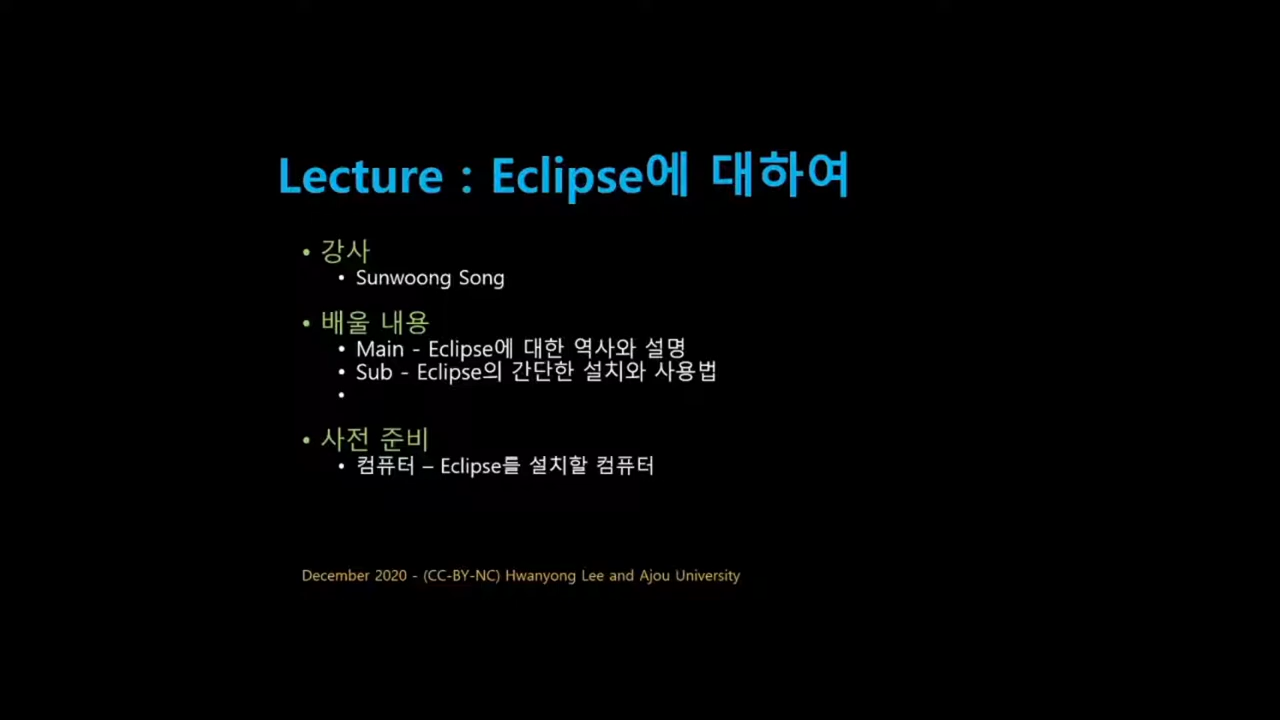 Lecture : Eclipse에 대하여
• 강사
• Sunwoong Song
• 배울 내용
• Main - Eclipse에 대한 역사와 설명
• Sub - Eclipse의 간단한 설치와 사용법
•
• 사전 준비
• 컴퓨터 – Eclipse를 설치할 컴퓨터
December 2020 - (CC-BY-NC) Hwanyong Lee and Ajou University